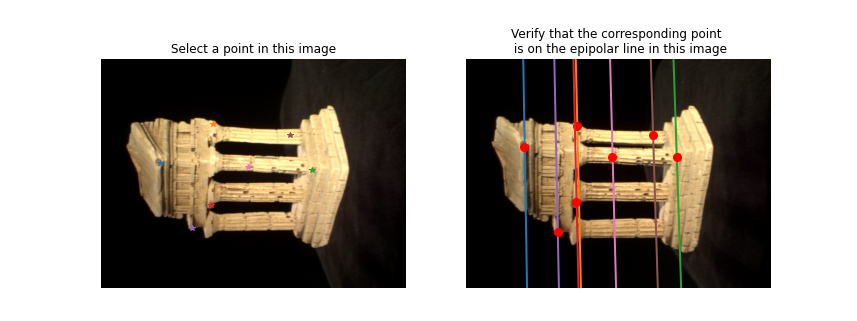 Select a point in this image
Verify that the corresponding point
is on the epipolar line in this image